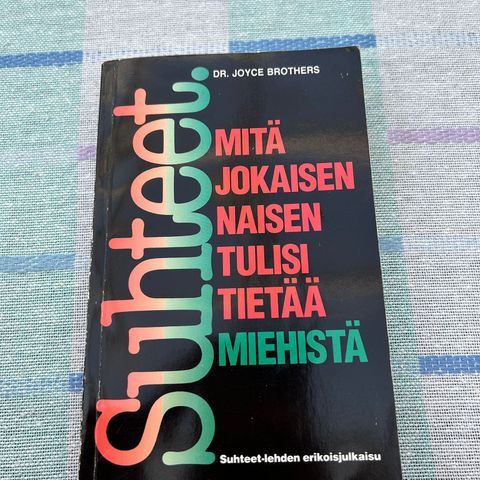 Suhteet.
DR. JOYCE BROTHERS
MITÄ
JOKAISEN
NAISEN
TULISI
TIETÄÄ
MIEHISTÄ
Suhteet-lehden erikoisjulkaisu